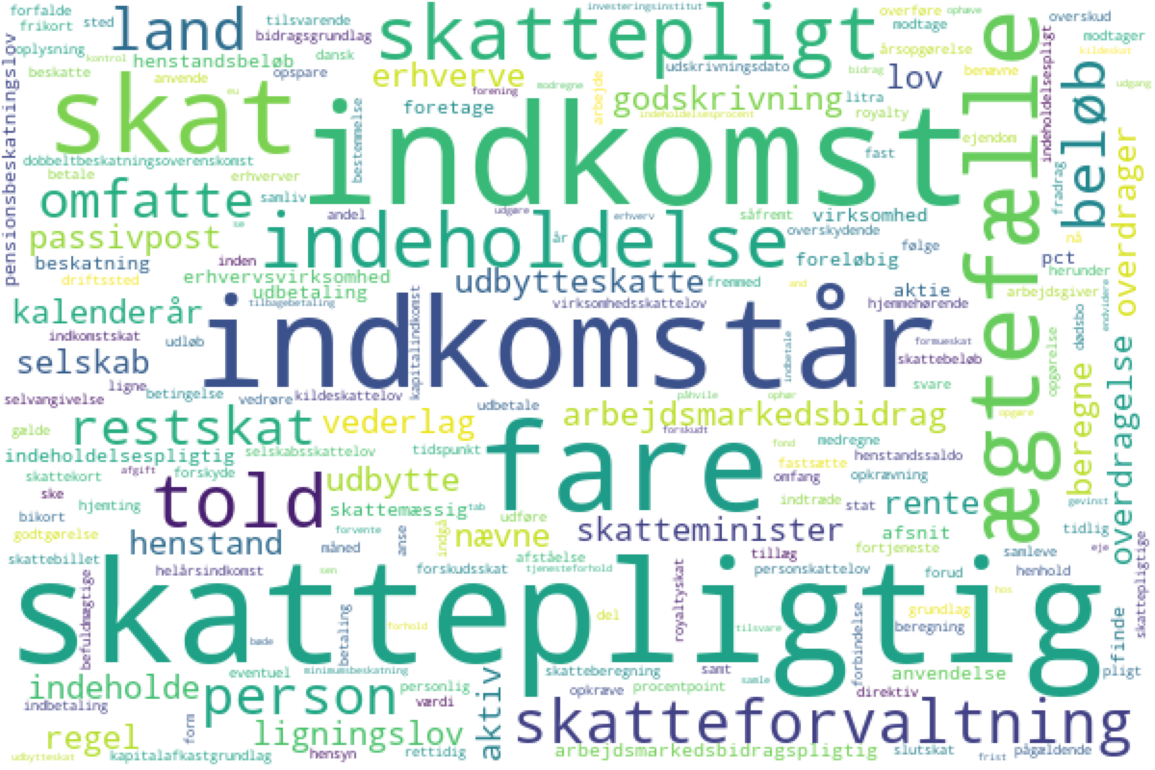 forfalde
sted
tilsvarende
investeringsinstitut
overføre
ophæve
overskud
frikort
land
bidragsgrundlag
skattepligt
modtage
modtager
oplysning
kontrol
dansk
årsopgørelse
kildeskat
henstandsbeløb
erhverve
modregne
udskrivningsdato
bidrag
lov
benævne
beskatte
anvende
opspare
forening
arbejde
udgang
pensionsbeskatningslov
skat
eu
foretage
godskrivning
litra
ægtefælle
beløb
bestemmelse
indeholdelsesprocent
royalty
indeholdelsespligt
indkomst
ejendom
dobbeltbeskatningsoverenskomst
fast
overdrager
betale
erhverver
fradrag
omfatte
samliv
andel
udgøre
erhverv
såfremt
virksomhed
passivpost
se
indeholdelse
år
overskydende
følge
nå
beskatning
inden
fremmed
foreløbig
pct
driftssted
erhvervsvirksomhed
udbytteskatte
and
aktie
herunder
udbetaling
hjemmehørende
arbejdsgiver
kalenderår
tilbagebetaling
kapitalindkomst
virksomhedsskattelov
dødsbo
endvidere
indkomstskat
udløb
indkomstår
indbetale
formueskat
opgørelse
selskab
skattebeløb
ligne
svare
selvangivelse
betingelse
vedrøre
kildeskattelov
påhvile
ophør
udbetale
beregne
overdragelse
restskat
vederlag
arbejdsmarkedsbidrag
opgøre
gælde
forskudt
indeholdelsespligtig
selskabsskattelov
tidspunkt
fare
fond
medregne
skattekort
afgift
forskyde
fastsætte
henstandssaldo
told
udbytte
omfang
opkrævning
ske
hjemting
tab
indtræde
stat
rente
gevinst
bikort
skattemæssig
udføre
skatteminister
godtgørelse
forvente
anse
indgå
nævne
afsnit
tidlig
henstand
måned
skattebillet
afståelse
tillæg
fortjeneste
samleve
eje
helårsindkomst
sen
forskudsskat
tjenesteforhold
personskattelov
forud
henhold
skattepligtige
befuldmægtige
skattepligtig
hos
betaling
del
royaltyskat
forbindelse
grundlag
finde
bøde
forhold
tilsvare
beregning
eventuel
minimumsbeskatning
skatteberegning
samt
anvendelse
pligt
indeholde
person
personlig
aktiv
samle
opkræve
procentpoint
direktiv
indbetaling
værdi
form
skatteforvaltning
regel
ligningslov
udbytteskat
kapitalafkastgrundlag
hensyn
rettidig
arbejdsmarkedsbidragspligtig
slutskat
frist
pågældende